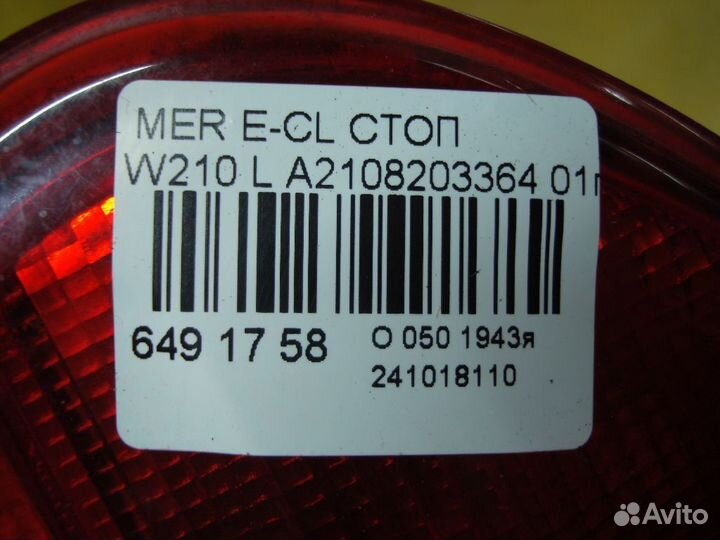 MER E-CL СТОП
W210 L A2108203364 01г
649 17 58
О 050 1943я
241018110
Avito